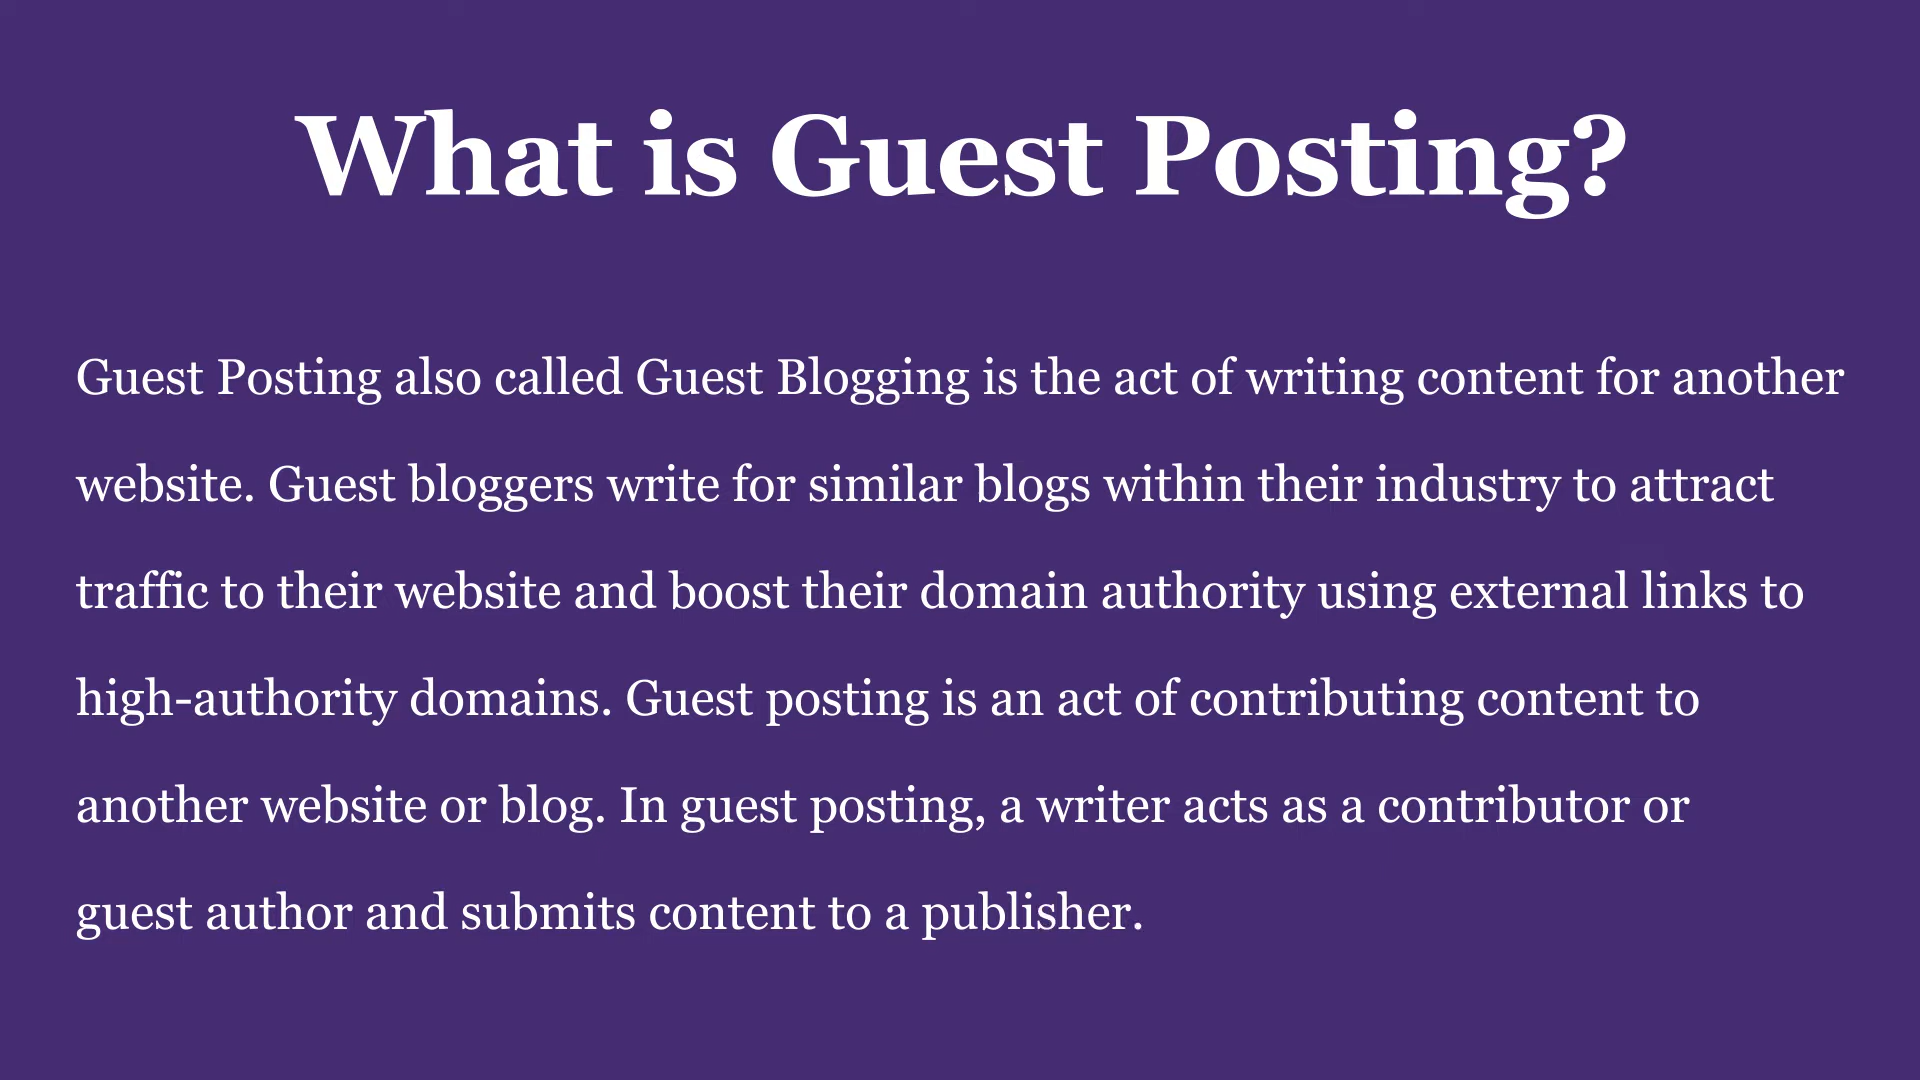 What is Guest Posting?
Guest Posting also called Guest Blogging is the act of writing content for another
website. Guest bloggers write for similar blogs within their industry to attract
traffic to their website and boost their domain authority using external links to
high-authority domains. Guest posting is an act of contributing content to
another website or blog. In guest posting, a writer acts as a contributor or
guest author and submits content to a publisher.